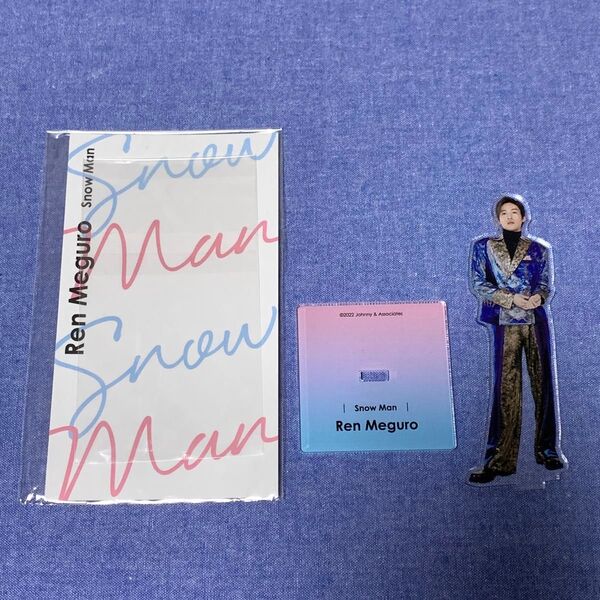 Snow
Man
Snow
Man
Ren Meguro Snow Man
©2022 Johnny & Associates
| Snow Man |
Ren Meguro